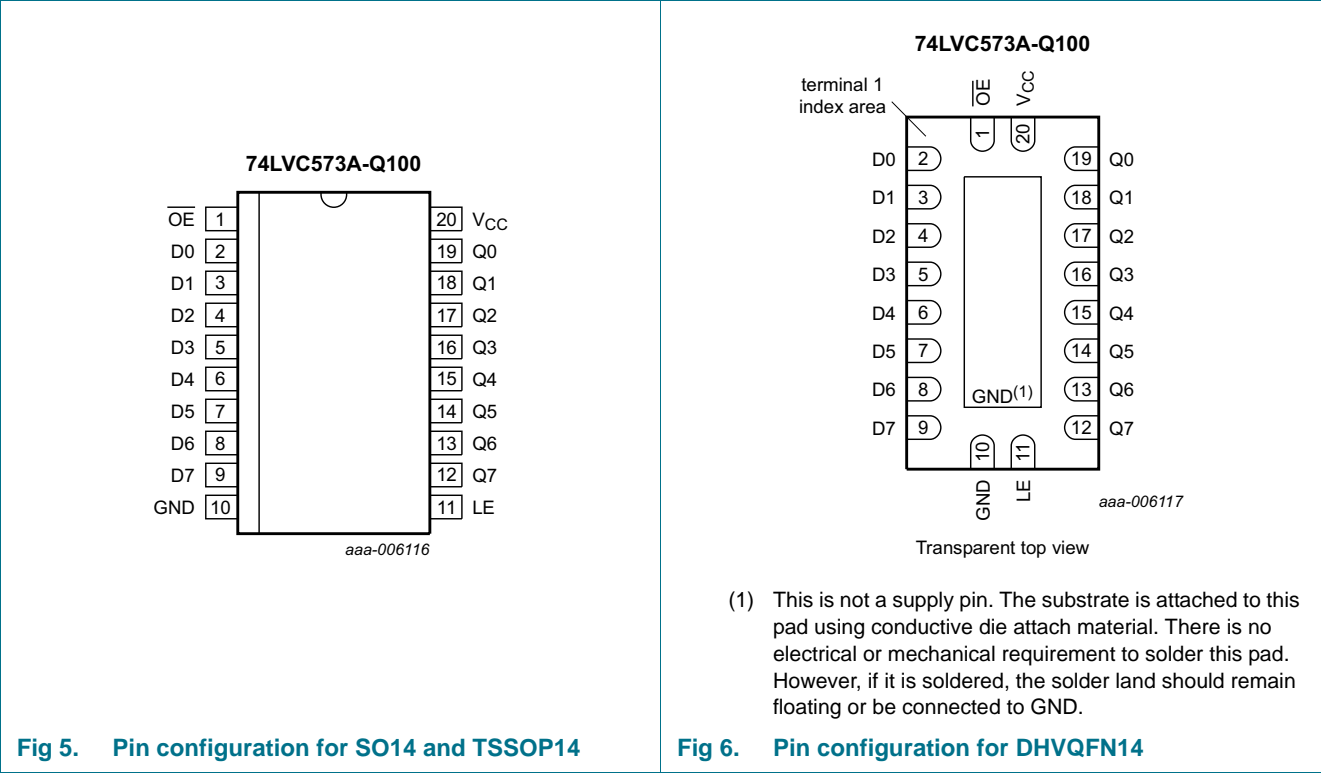 74LVC573A-Q100
OE 1 20 VCC
D0 2 19 Q0
D1 3 18 Q1
D2 4 17 Q2
D3 5 16 Q3
D4 6 15 Q4
D5 7 14 Q5
D6 8 13 Q6
D7 9 12 Q7
GND 10 11 LE
aaa-006116
Fig 5. Pin configuration for SO14 and TSSOP14
74LVC573A-Q100
terminal 1
index area
OE VCC
1 20
D0 2 19 Q0
D1 3 18 Q1
D2 4 17 Q2
D3 5 16 Q3
D4 6 15 Q4
D5 7 14 Q5
D6 8 13 Q6
GND(1)
D7 9 12 Q7
10 11
GND LE
aaa-006117
Transparent top view
(1) This is not a supply pin. The substrate is attached to this
pad using conductive die attach material. There is no
electrical or mechanical requirement to solder this pad.
However, if it is soldered, the solder land should remain
floating or be connected to GND.
Fig 6. Pin configuration for DHVQFN14